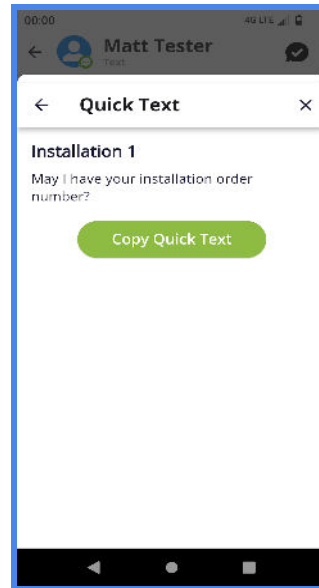 00:00 4G LTE
Matt Tester
Text
Quick Text
Installation 1
May I have your installation order
number?
Copy Quick Text